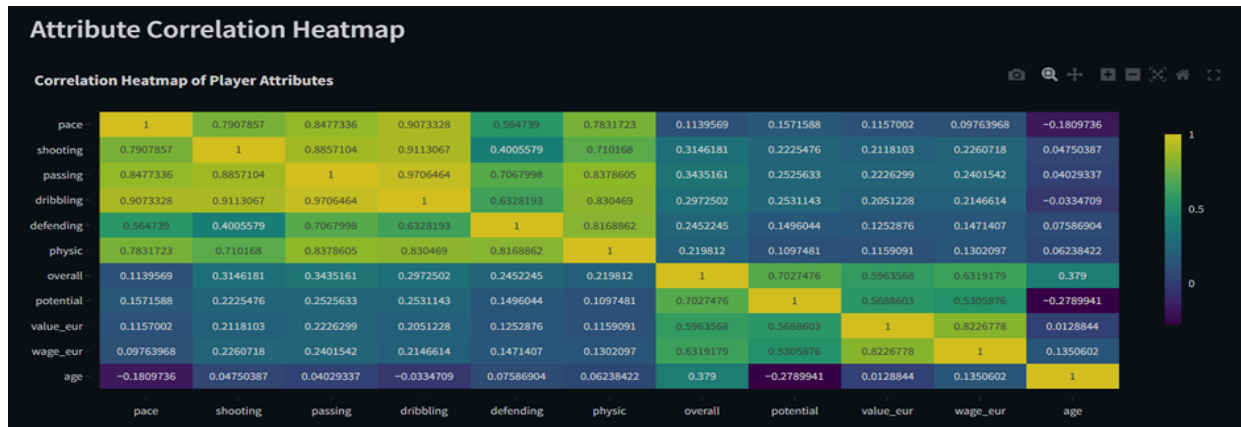 Attribute Correlation Heatmap
Correlation Heatmap of Player Attributes
pace 1 0.7907857 0.8477336 0.9073328 0.564739 0.7831723 0.1139569 0.1571588 0.1157002 0.09763968 −0.1809736
shooting 0.7907857 1 0.8857104 0.9113067 0.4005579 0.710168 0.3146181 0.2225476 0.2118103 0.2260718 0.04750387
passing 0.8477336 0.8857104 1 0.9706464 0.7067998 0.8378605 0.3435161 0.2525633 0.2226299 0.2401542 0.04029337
dribbling 0.9073328 0.9113067 0.9706464 1 0.6328193 0.830469 0.2972502 0.2531143 0.2051228 0.2146614 −0.0334709
defending 0.564739 0.4005579 0.7067998 0.6328193 1 0.8168862 0.2452245 0.1496044 0.1252876 0.1471407 0.07586904
physic 0.7831723 0.710168 0.8378605 0.830469 0.8168862 1 0.219812 0.1097481 0.1159091 0.1302097 0.06238422
overall 0.1139569 0.3146181 0.3435161 0.2972502 0.2452245 0.219812 1 0.7027476 0.5963568 0.6319179 0.379
potential 0.1571588 0.2225476 0.2525633 0.2531143 0.1496044 0.1097481 0.7027476 1 0.5688603 0.5305876 −0.2789941
value_eur 0.1157002 0.2118103 0.2226299 0.2051228 0.1252876 0.1159091 0.5963568 0.5688603 1 0.8226778 0.0128844
wage_eur 0.09763968 0.2260718 0.2401542 0.2146614 0.1471407 0.1302097 0.6319179 0.5305876 0.8226778 1 0.1350602
age −0.1809736 0.04750387 0.04029337 −0.0334709 0.07586904 0.06238422 0.379 −0.2789941 0.0128844 0.1350602 1
pace shooting passing dribbling defending physic overall potential value_eur wage_eur age
1
0.5
0